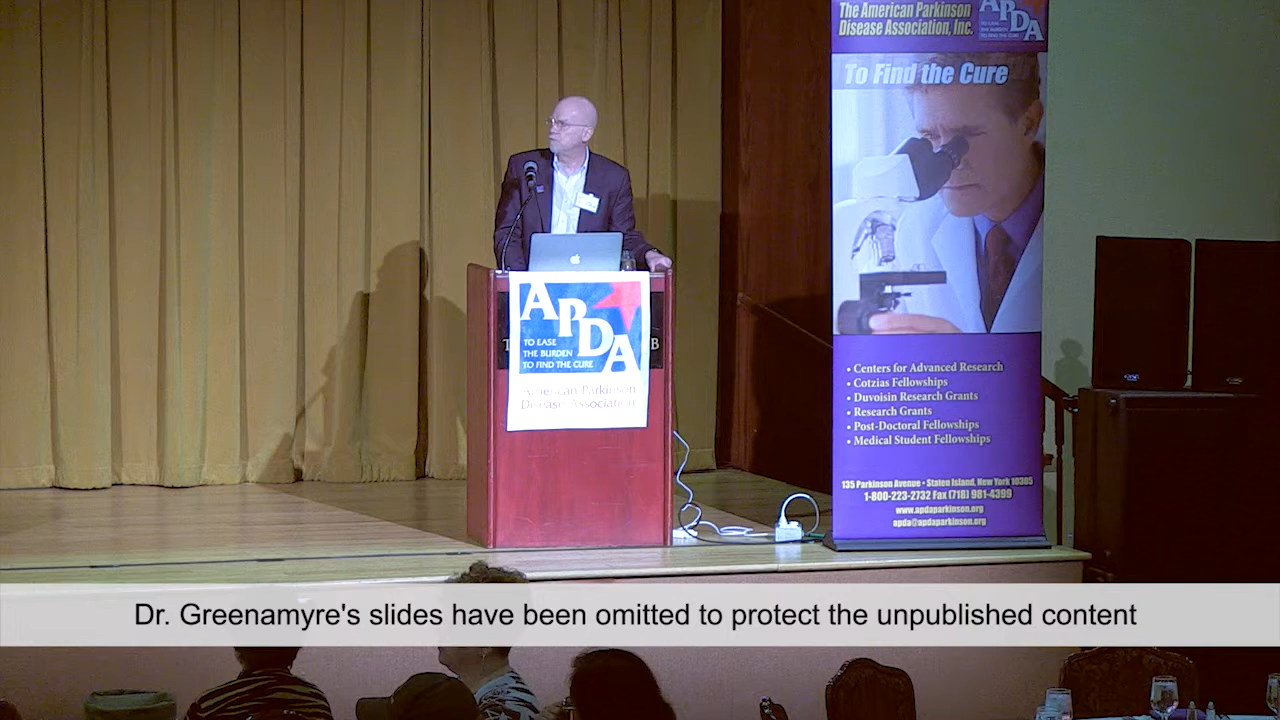 The American Parkinson
Disease Association, Inc.
APDA
To Find the Cure
APDA
TO EASE
THE BURDEN
TO FIND THE CURE
American Parkinson
Disease Association
• Centers for Advanced Research
• Cotzias Fellowships
• Duvoisin Research Grants
• Research Grants
• Post-Doctoral Fellowships
• Medical Student Fellowships
135 Parkinson Avenue • Staten Island, New York 10305
1-800-223-2732 Fax (718) 981-4399
www.apdaparkinson.org
apda@apdaparkinson.org
Dr. Greenamyre's slides have been omitted to protect the unpublished content